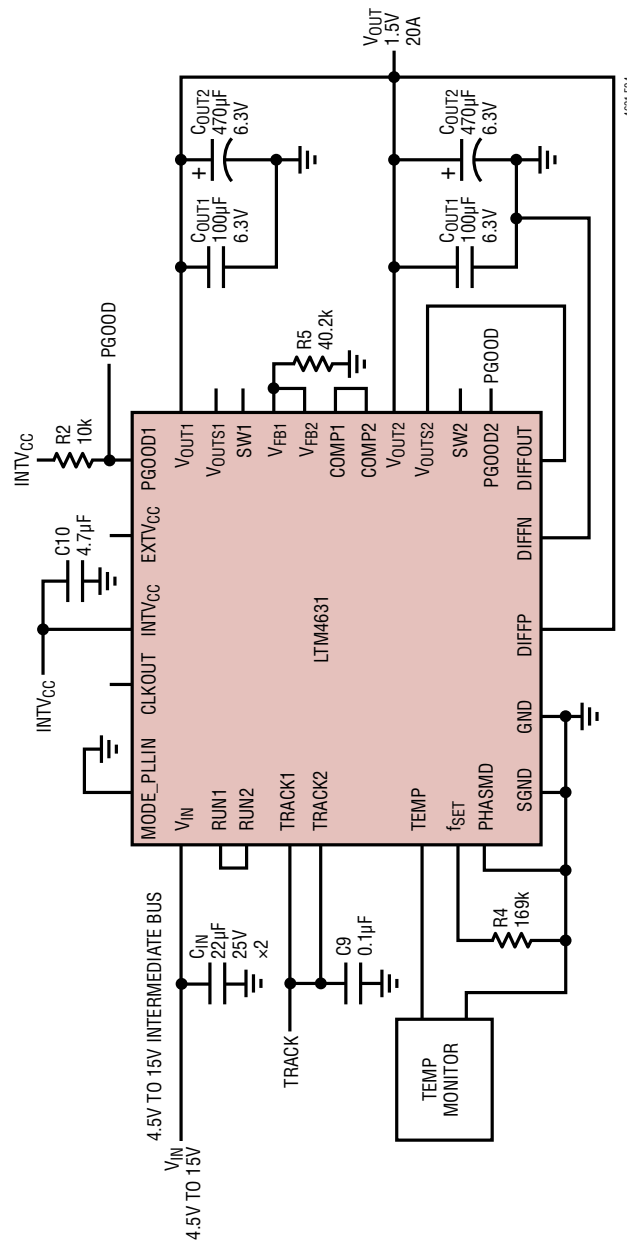 INTVCC
R2
10k
PGOOD
INTVCC
C10
4.7µF
MODE_PLLIN
CLKOUT
INTVCC
EXTVCC
PGOOD1
4.5V TO 15V INTERMEDIATE BUS
VIN
4.5V TO 15V
CIN
22µF
25V
×2
TRACK
C9
0.1µF
TEMP
MONITOR
R4
169k
VIN
RUN1
RUN2
TRACK1
TRACK2
TEMP
fSET
PHASMD
LTM4631
VOUT1
VOUTS1
SW1
VFB1
VFB2
COMP1
COMP2
VOUT2
VOUTS2
SW2
PGOOD2
SGND
GND
DIFFP
DIFFN
DIFFOUT
R5
40.2k
PGOOD
COUT1
100µF
6.3V
+
COUT2
470µF
6.3V
COUT1
100µF
6.3V
+
COUT2
470µF
6.3V
VOUT
1.5V
20A